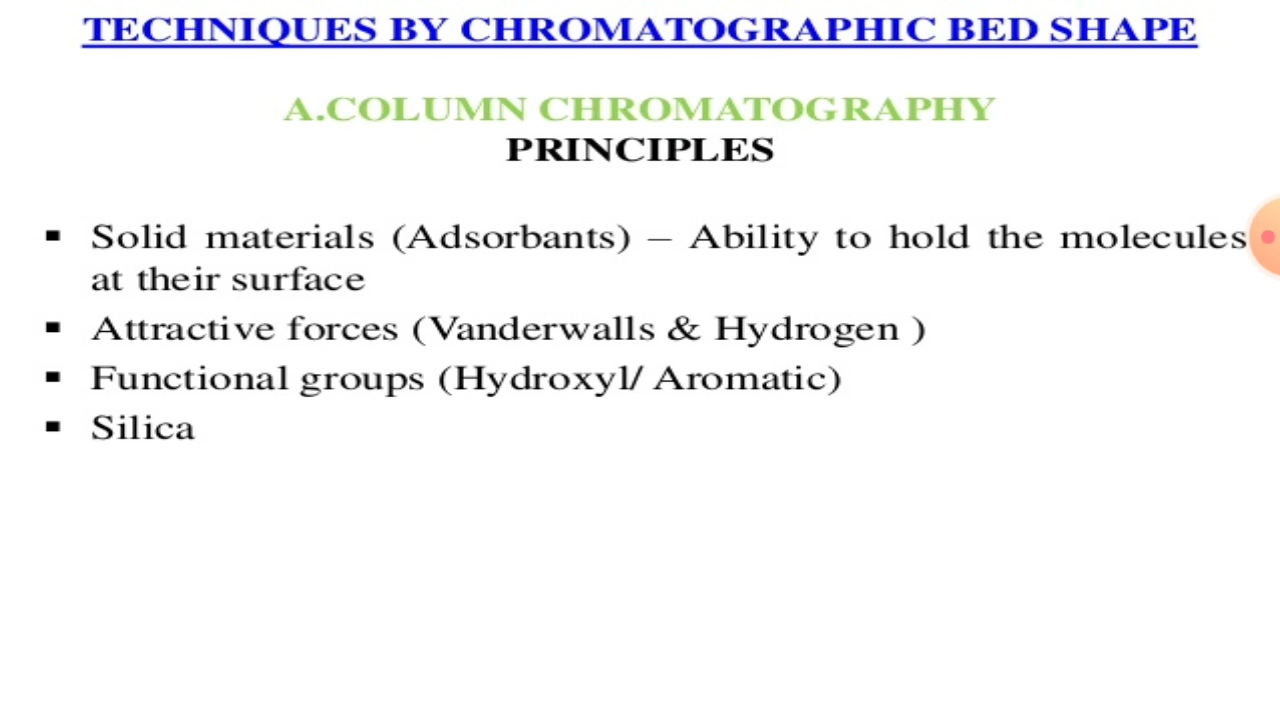 TECHNIQUES BY CHROMATOGRAPHIC BED SHAPE
A.COLUMN CHROMATOGRAPHY
PRINCIPLES
▪ Solid materials (Adsorbants) – Ability to hold the molecules
at their surface
▪ Attractive forces (Vanderwalls & Hydrogen )
▪ Functional groups (Hydroxyl/ Aromatic)
▪ Silica